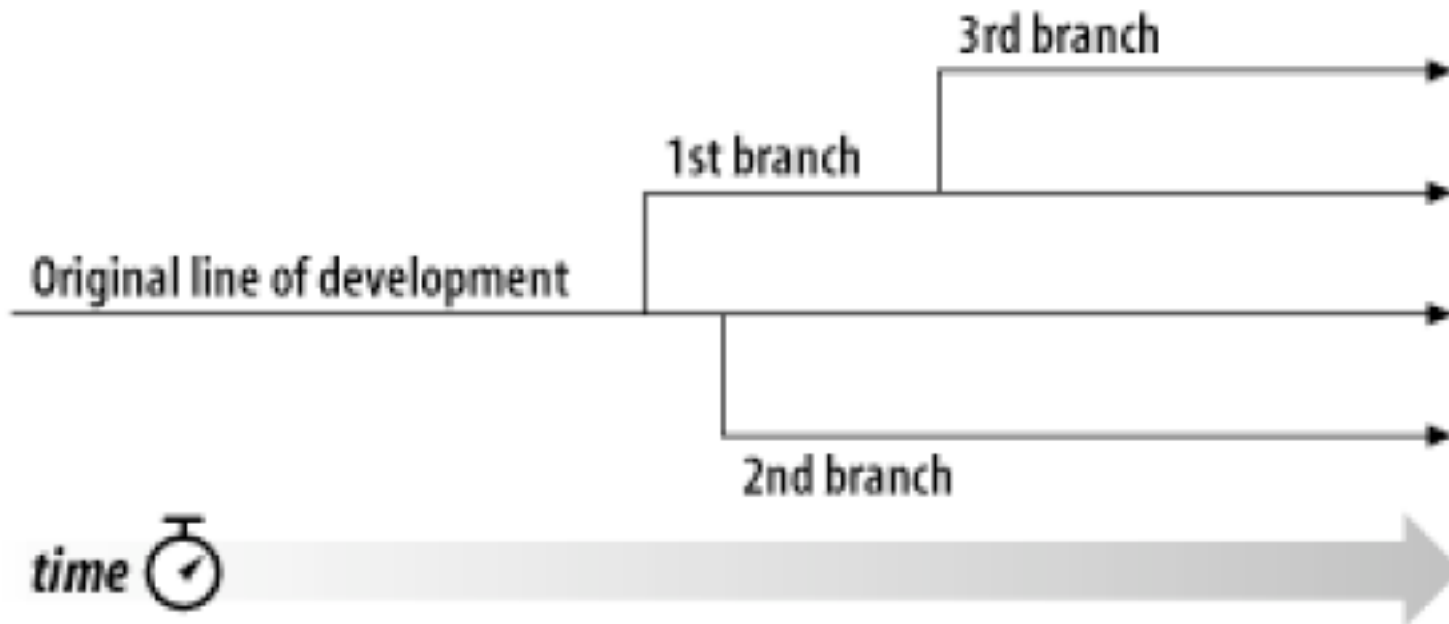 3rd branch
1st branch
Original line of development
2nd branch
time